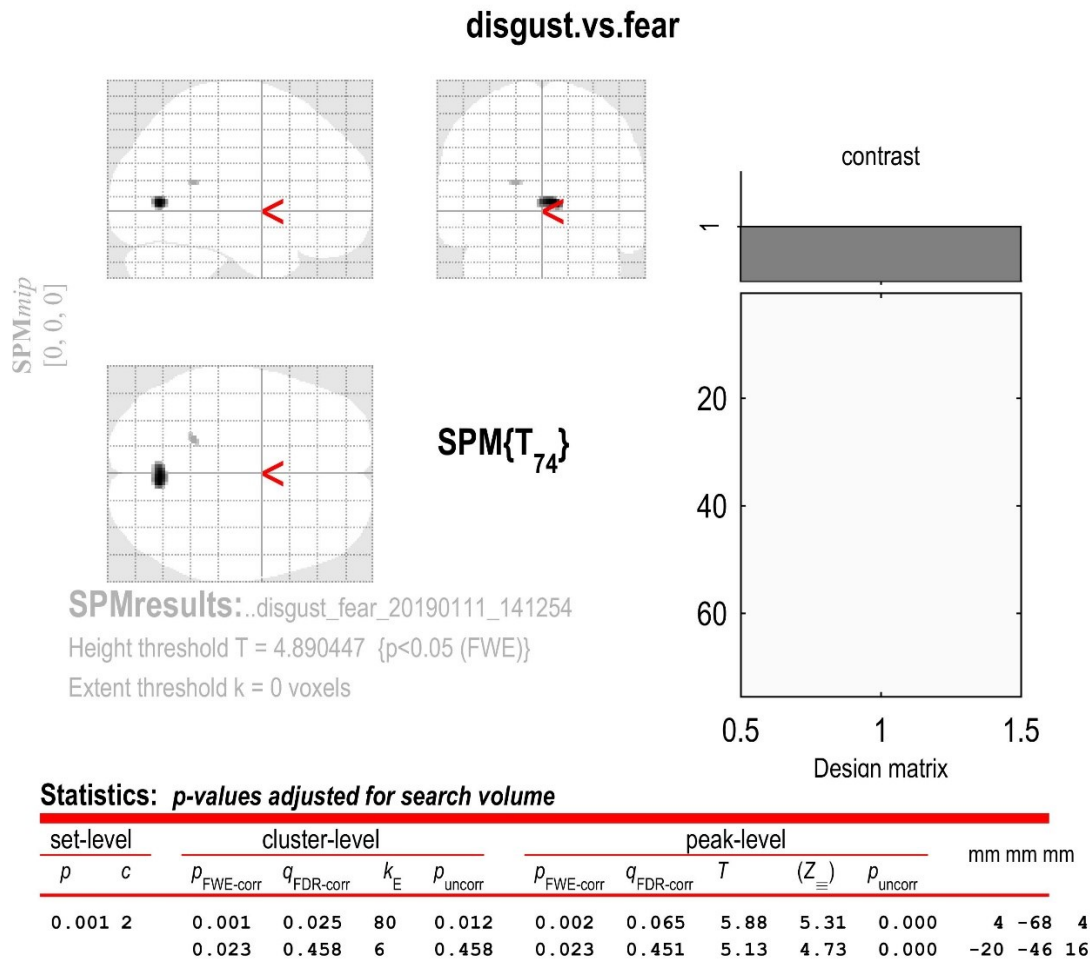 disgust.vs.fear
contrast
1
SPMmip
[0, 0, 0]
<
<
<
SPM{T74}
20
40
60
0.5 1 1.5
Design matrix
SPMresults:..disgust_fear_20190111_141254
Height threshold T = 4.890447 {p<0.05 (FWE)}
Extent threshold k = 0 voxels
Statistics: p-values adjusted for search volume
set-level cluster-level peak-level mm mm mm
p c pFWE-corr qFDR-corr kE puncorr pFWE-corr qFDR-corr T (Z≡) puncorr
0.001 2 0.001 0.025 80 0.012 0.002 0.065 5.88 5.31 0.000 4 -68 4
0.023 0.458 6 0.458 0.023 0.451 5.13 4.73 0.000 -20 -46 16